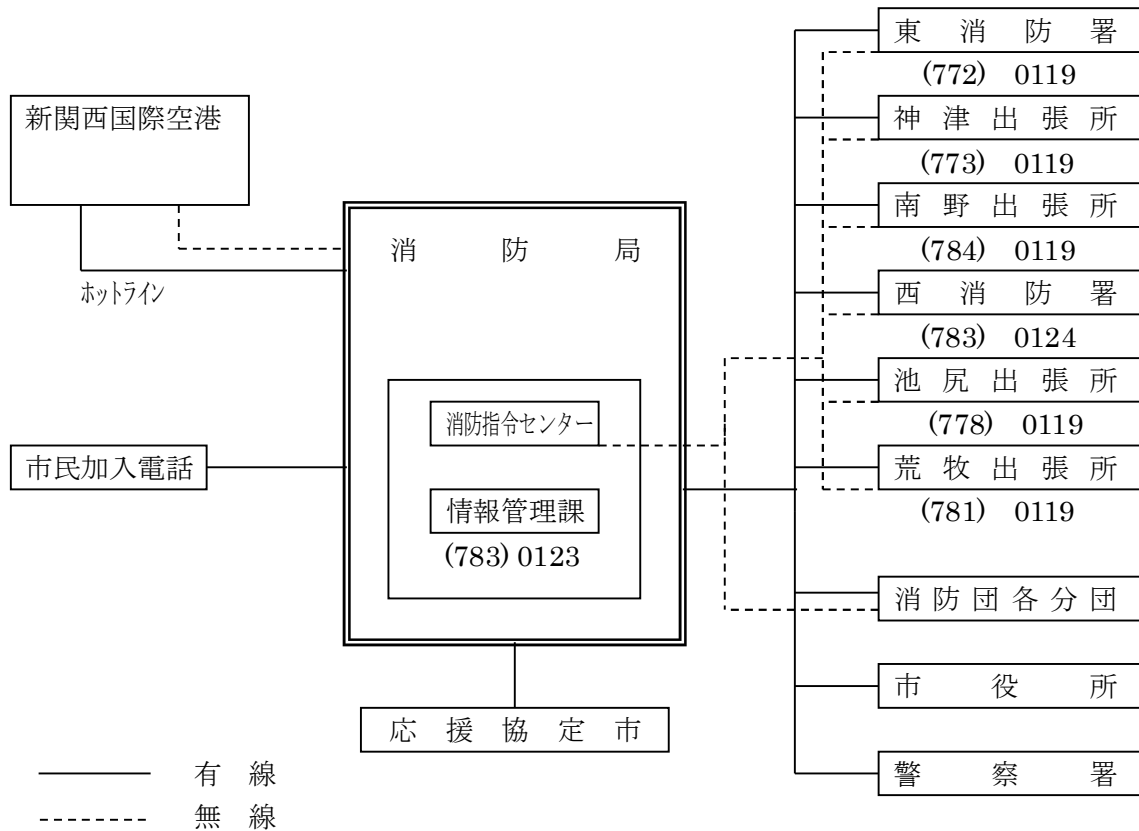 新関西国際空港
ホットライン
市民加入電話
消防局
消防指令センター
情報管理課
(783) 0123
応援協定市
東消防署
(772) 0119
神津出張所
(773) 0119
南野出張所
(784) 0119
西消防署
(783) 0124
池尻出張所
(778) 0119
荒牧出張所
(781) 0119
消防団各分団
市役所
警察署
有線
無線